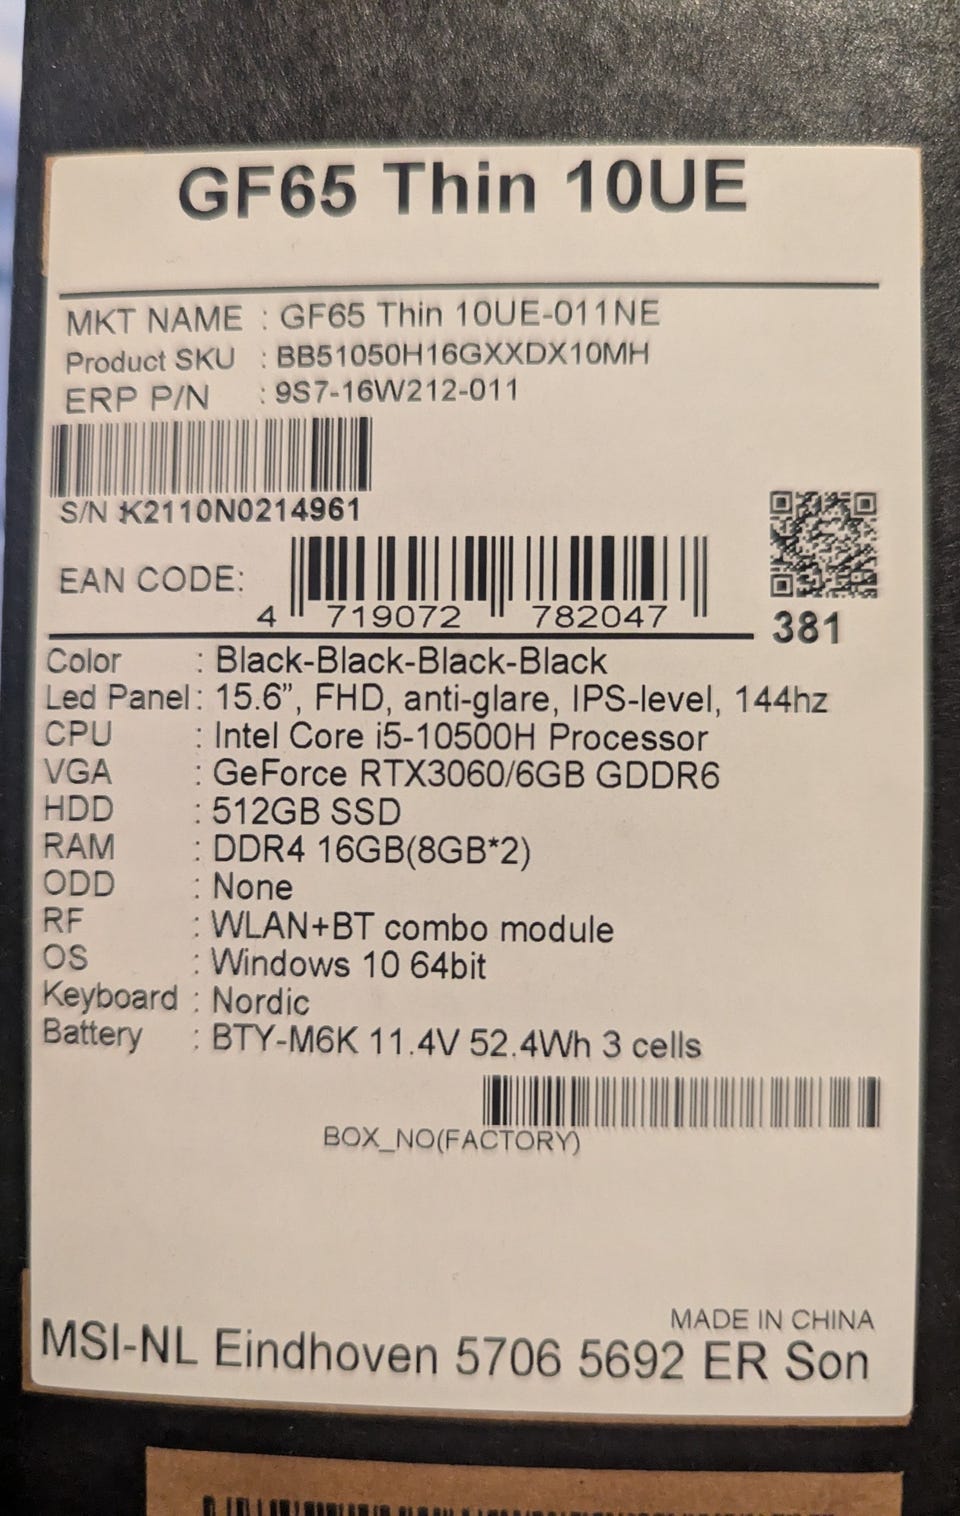 GF65 Thin 10UE
MKT NAME : GF65 Thin 10UE-011NE
Product SKU : BB51050H16GXXDX10MH
ERP P/N : 9S7-16W212-011
S/N K2110N0214961
EAN CODE:
4 719072 782047
381
Color : Black-Black-Black-Black
Led Panel : 15.6”, FHD, anti-glare, IPS-level, 144hz
CPU : Intel Core i5-10500H Processor
VGA : GeForce RTX3060/6GB GDDR6
HDD : 512GB SSD
RAM : DDR4 16GB(8GB*2)
ODD : None
RF : WLAN+BT combo module
OS : Windows 10 64bit
Keyboard : Nordic
Battery : BTY-M6K 11.4V 52.4Wh 3 cells
BOX_NO(FACTORY)
MADE IN CHINA
MSI-NL Eindhoven 5706 5692 ER Son